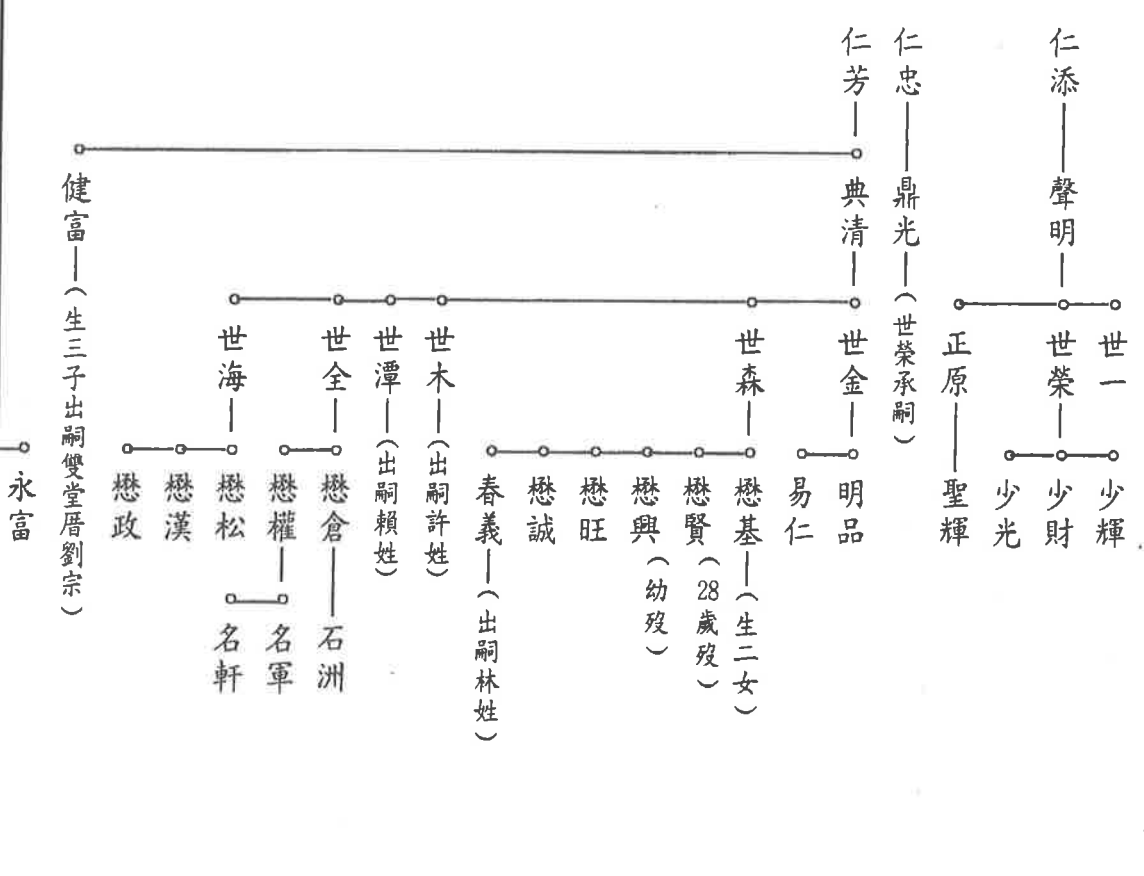 仁添
聲明
世一
世榮
正原
少輝
少財
少光
聖輝
仁忠
鼎光
（世榮承嗣）
仁芳
典清
健富
（生三子出嗣雙堂厝劉宗）
世金
世森
世木
（出嗣許姓）
世潭
（出嗣賴姓）
世全
世海
明品
易仁
懋基
（生二女）
懋賢
（28歲歿）
懋興
（幼歿）
懋旺
懋誠
春義
（出嗣林姓）
懋倉
懋權
懋松
懋漢
懋政
石洲
名軍
名軒
永富